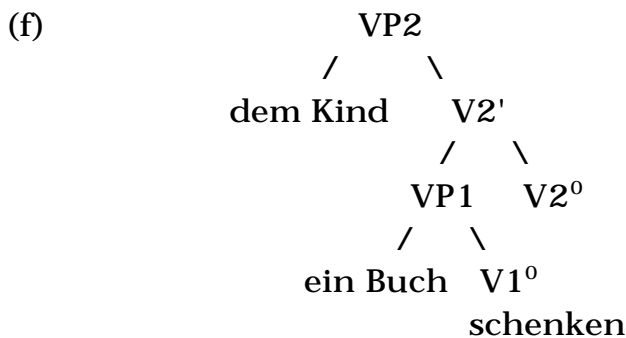 (f) VP2
/ \
dem Kind V2'
/ \
VP1 V2⁰
/ \
ein Buch V1⁰
schenken